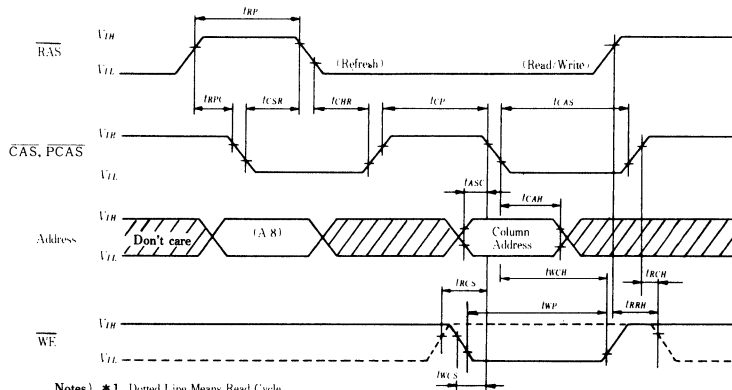 tRP
VIH
RAS
(Refresh) (Read/Write)
VIL
tRPC tCSR tCHR tCP tCAS
VIH
CAS, PCAS
VIL
tASC
tCAH
VIH
Address Don't care (A8) Column Address
VIL
tWCH tRCH
tRCS tWP tRRH
VIH
WE
VIL
tWCS
Notes) *1 Dotted Line Means Read Cycle